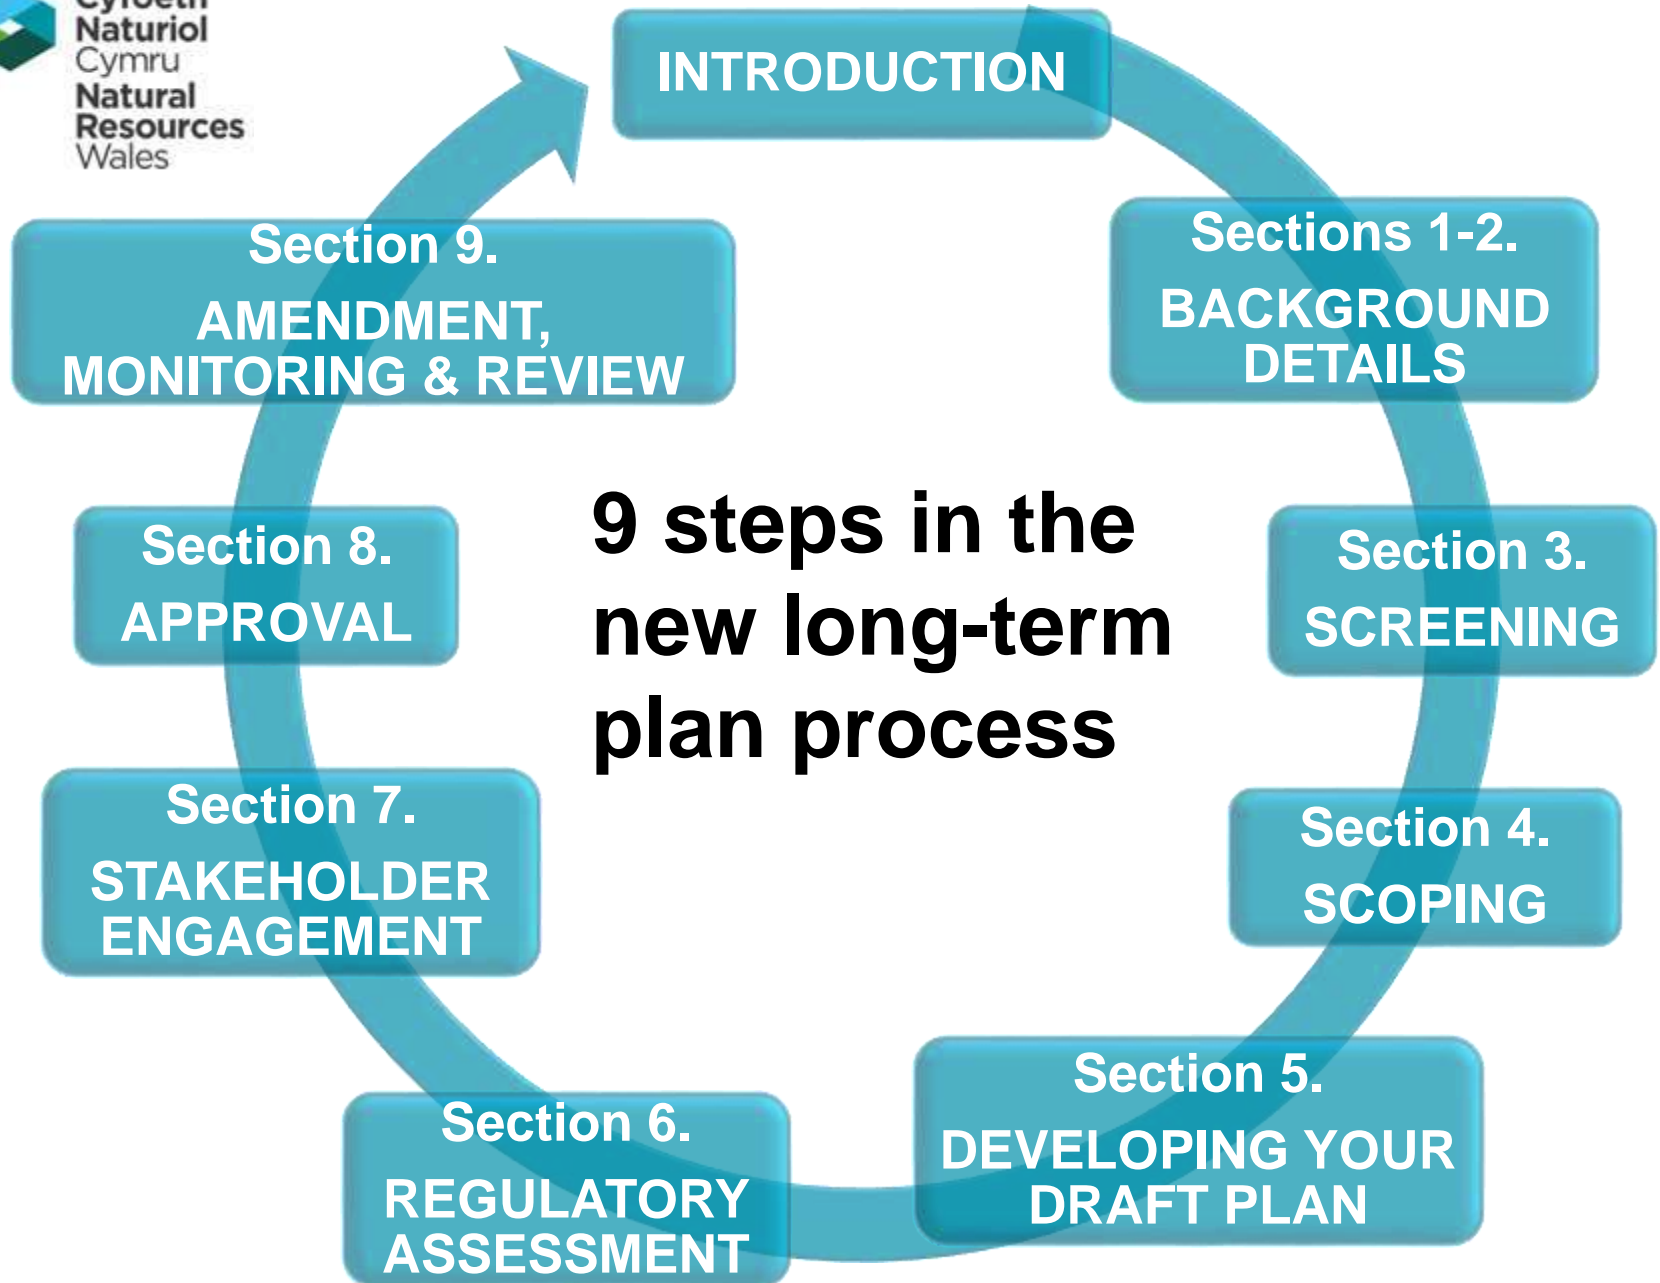 Cyfoeth
Naturiol
Cymru
Natural
Resources
Wales
INTRODUCTION
Sections 1-2.
BACKGROUND
DETAILS
Section 3.
SCREENING
Section 4.
SCOPING
Section 5.
DEVELOPING YOUR
DRAFT PLAN
Section 6.
REGULATORY
ASSESSMENT
Section 7.
STAKEHOLDER
ENGAGEMENT
Section 8.
APPROVAL
Section 9.
AMENDMENT,
MONITORING & REVIEW
9 steps in the
new long-term
plan process